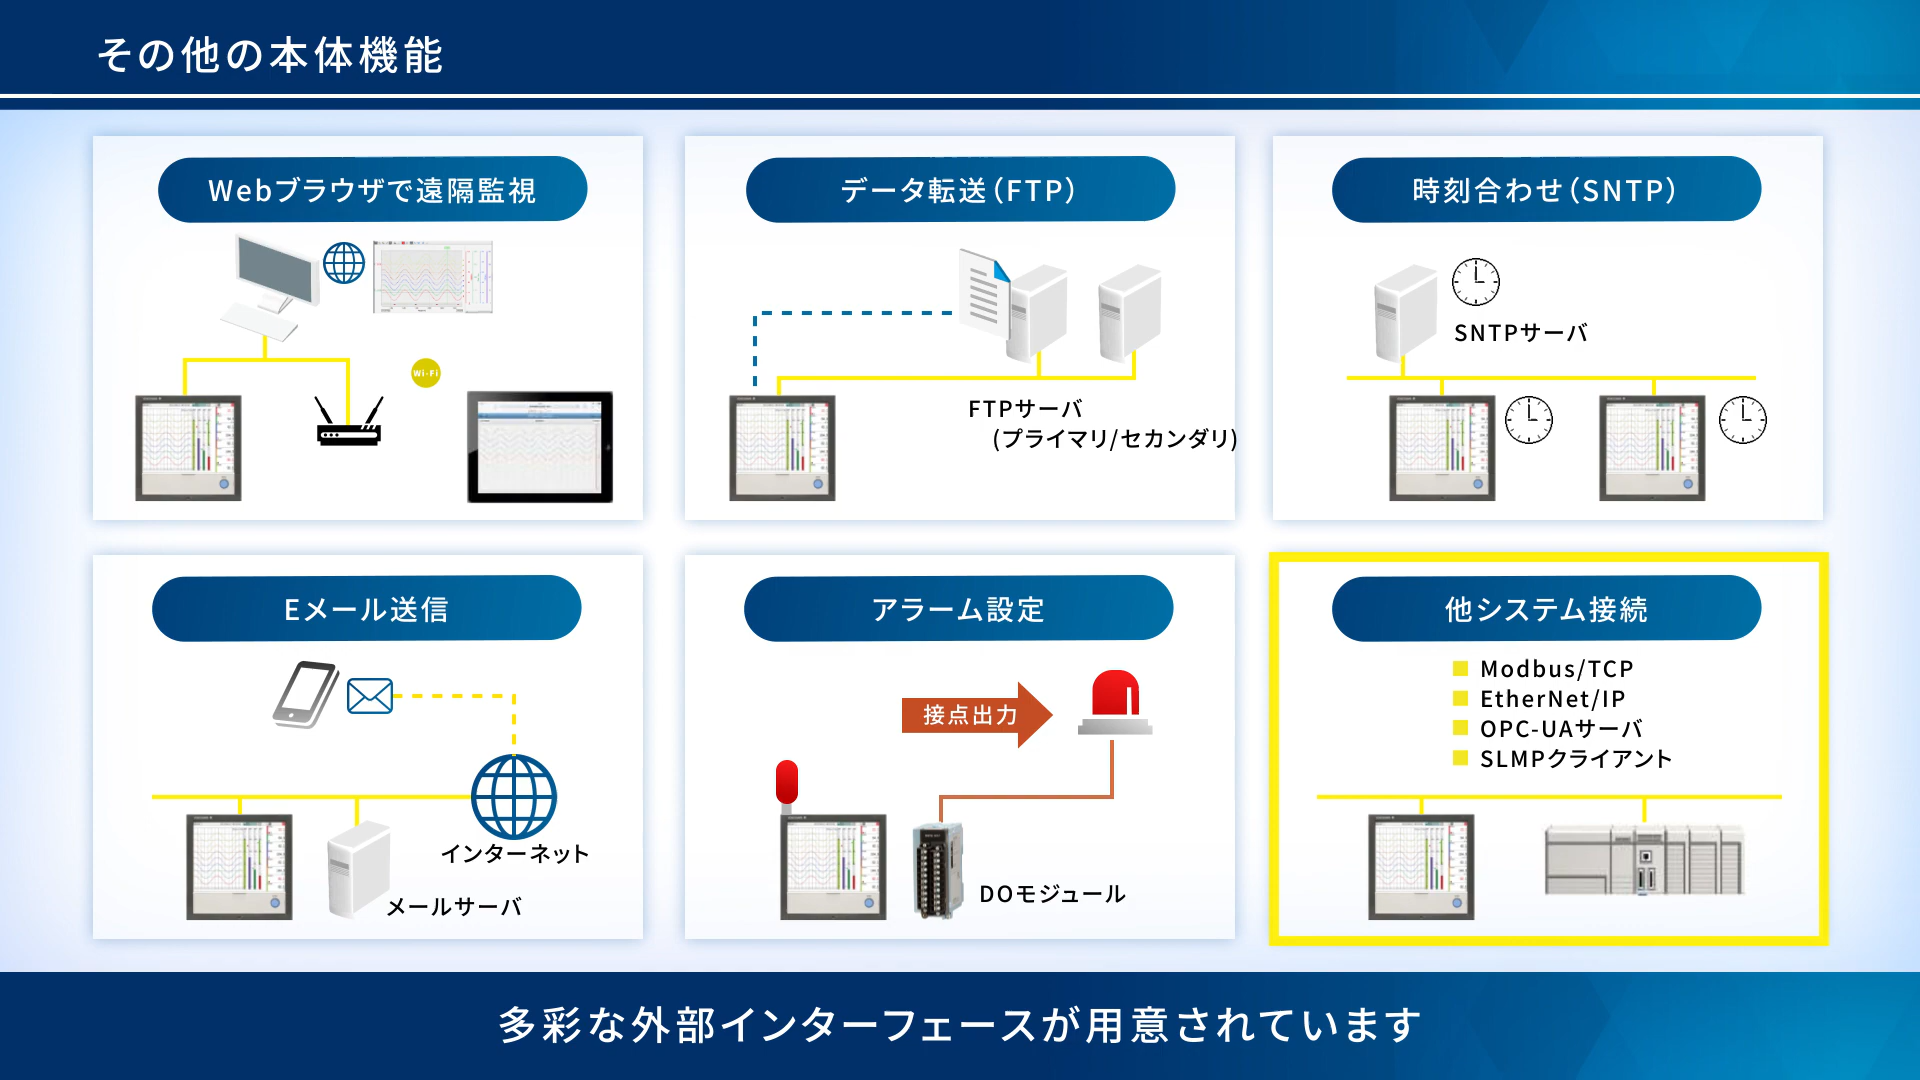 その他の本体機能
Webブラウザで遠隔監視
Wi-Fi
データ転送（FTP）
FTPサーバ
(プライマリ/セカンダリ)
時刻合わせ（SNTP）
SNTPサーバ
Eメール送信
インターネット
メールサーバ
アラーム設定
接点出力
DOモジュール
他システム接続
Modbus/TCP
EtherNet/IP
OPC-UAサーバ
SLMPクライアント
多彩な外部インターフェースが用意されています